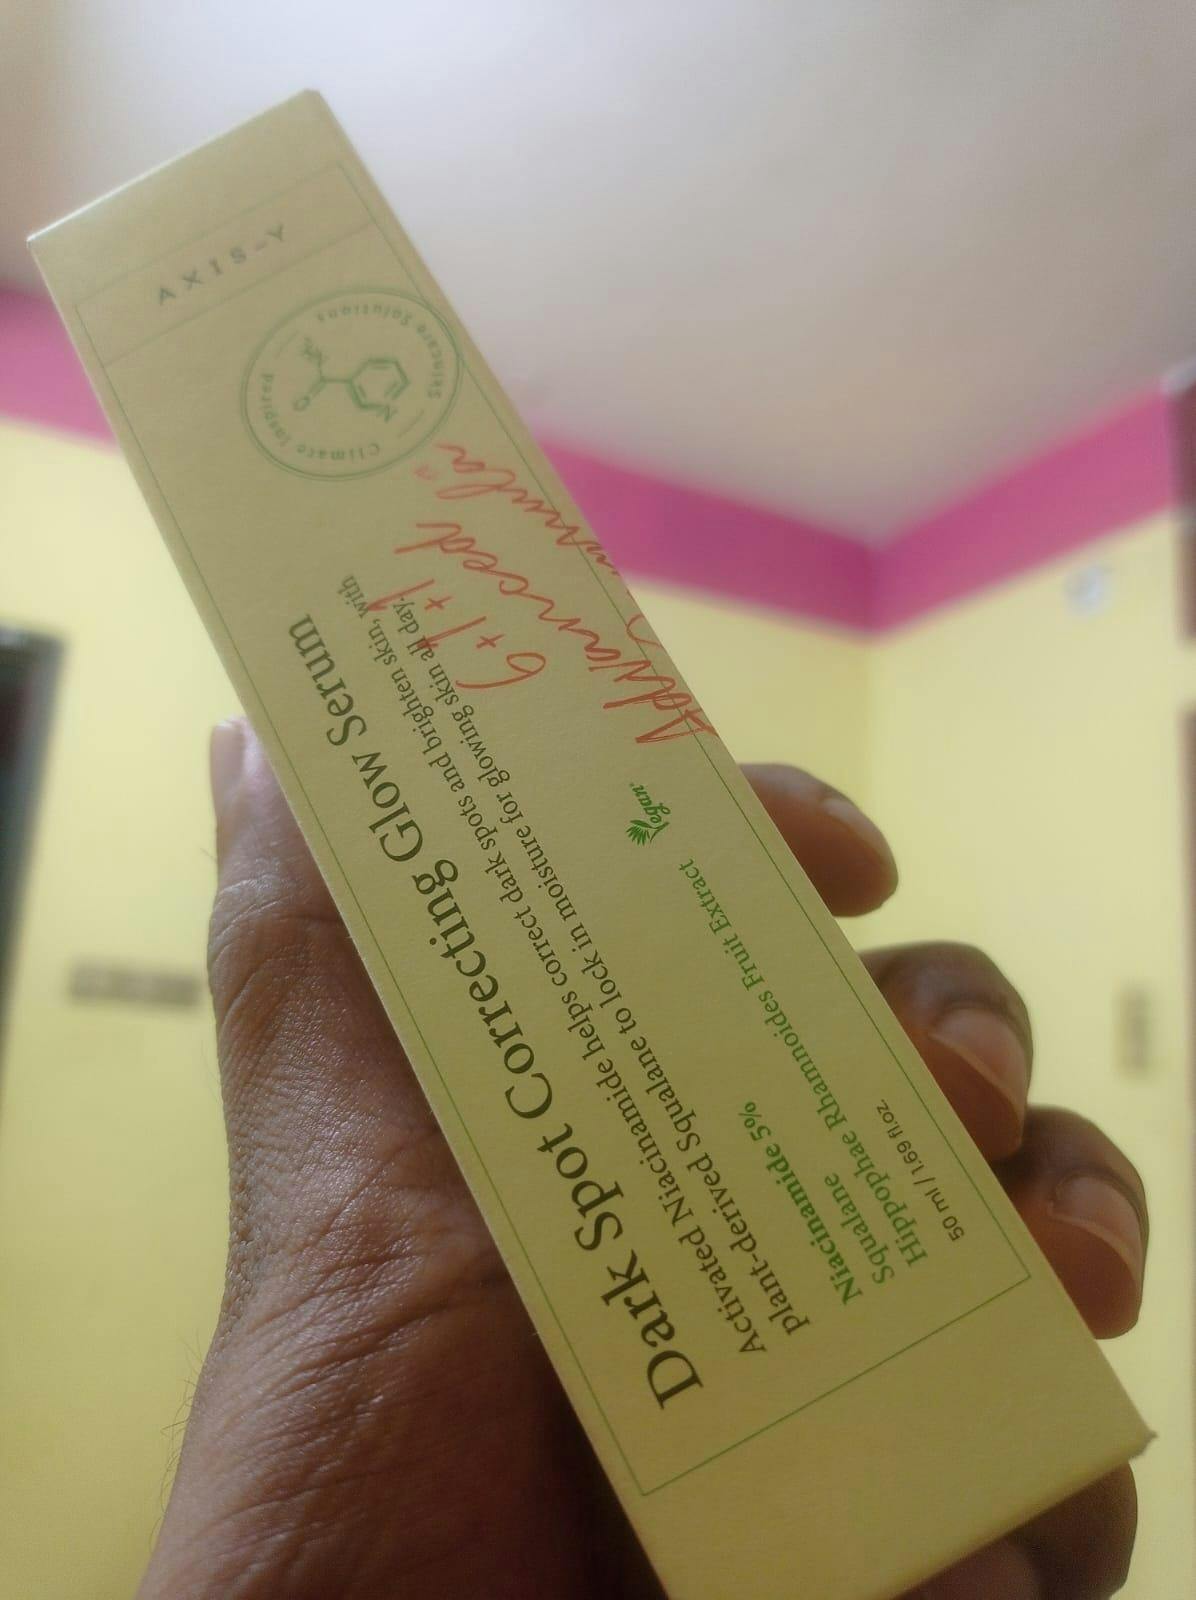 AXIS-Y
Climate Inspired
Skincare Solutions
NH₂
O
N
6+1+1
Advanced
Formula™
Dark Spot Correcting Glow Serum
Activated Niacinamide helps correct dark spots and brighten skin, with
plant-derived Squalane to lock in moisture for glowing skin all day.
Vegan
Niacinamide 5%
Squalane
Hippophae Rhamnoides Fruit Extract
50 ml / 1.69 fl.oz.